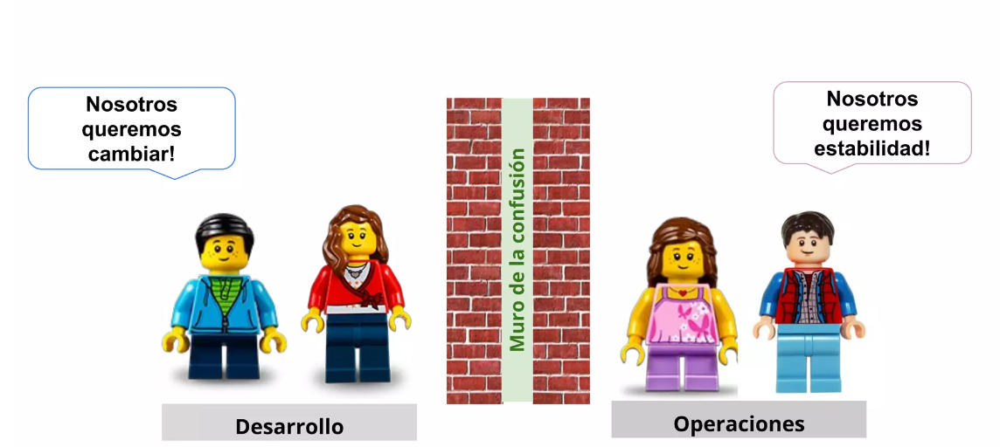 Nosotros
queremos
cambiar!
Nosotros
queremos
estabilidad!
Muro de la confusión
Desarrollo
Operaciones